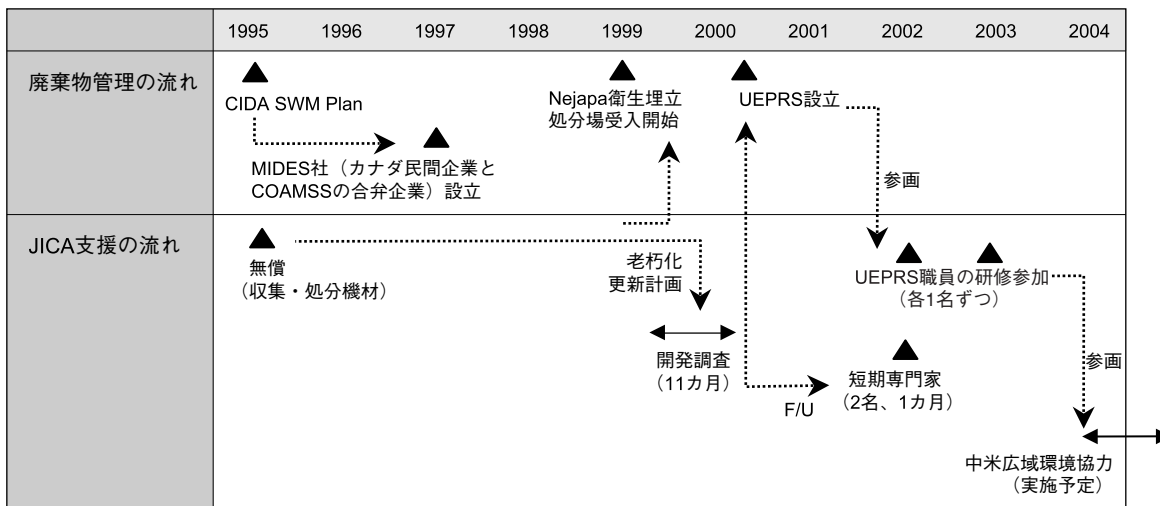 1995 1996 1997 1998 1999 2000 2001 2002 2003 2004
廃棄物管理の流れ
CIDA SWM Plan
MIDES社（カナダ民間企業と
COAMSSの合弁企業）設立
Nejapa衛生埋立
処分場受入開始
UEPRS設立
参画
JICA支援の流れ
無償
（収集・処分機材）
老朽化
更新計画
開発調査
（11カ月）
F/U
UEPRS職員の研修参加
（各1名ずつ）
短期専門家
（2名、1カ月）
参画
中米広域環境協力
（実施予定）